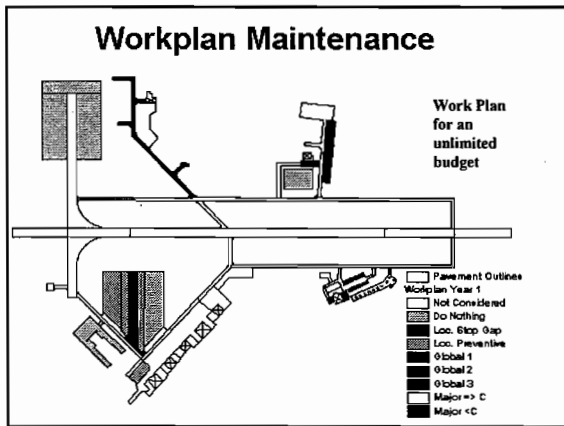 Workplan Maintenance
Work Plan
for an
unlimited
budget
Pavement Outlines
Workplan Year 1
Not Considered
Do Nothing
Loc. Stop Gap
Loc. Preventive
Global 1
Global 2
Global 3
Major => C
Major <C